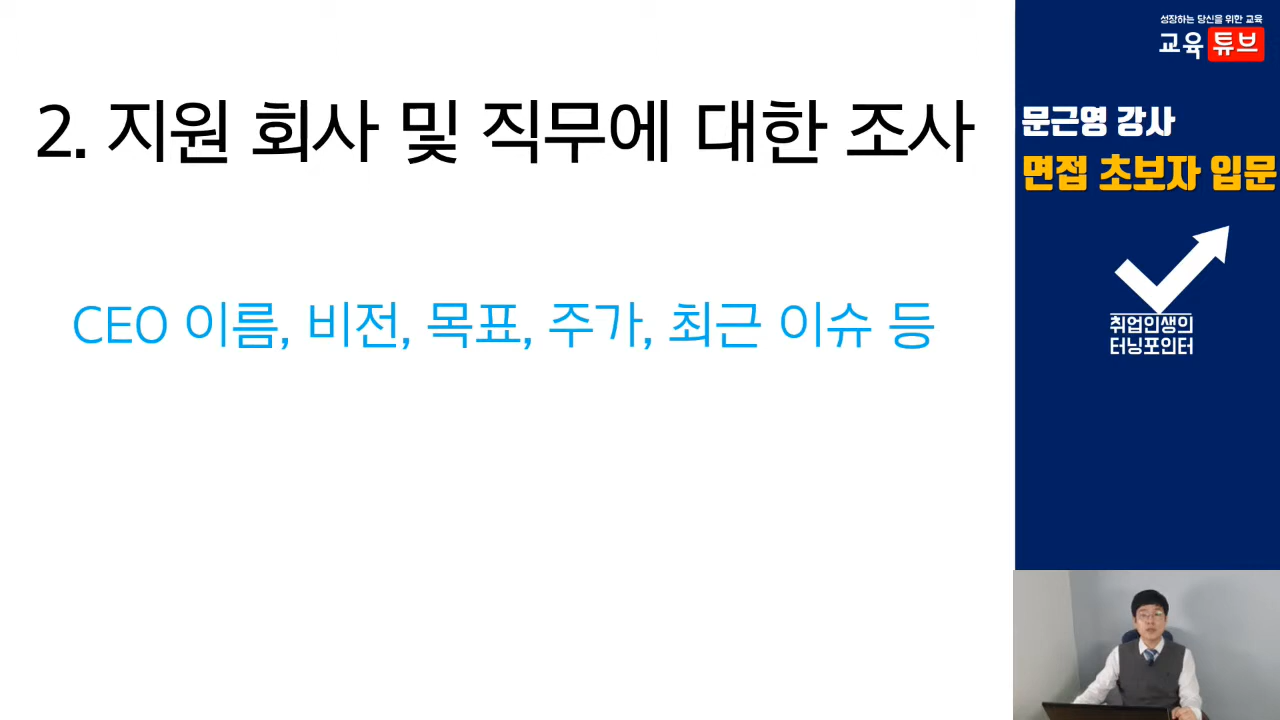 2. 지원 회사 및 직무에 대한 조사
CEO 이름, 비전, 목표, 주가, 최근 이슈 등
성장하는 당신을 위한 교육
교육 튜브
문근영 강사
면접 초보자 입문
취업인생의
터닝포인터